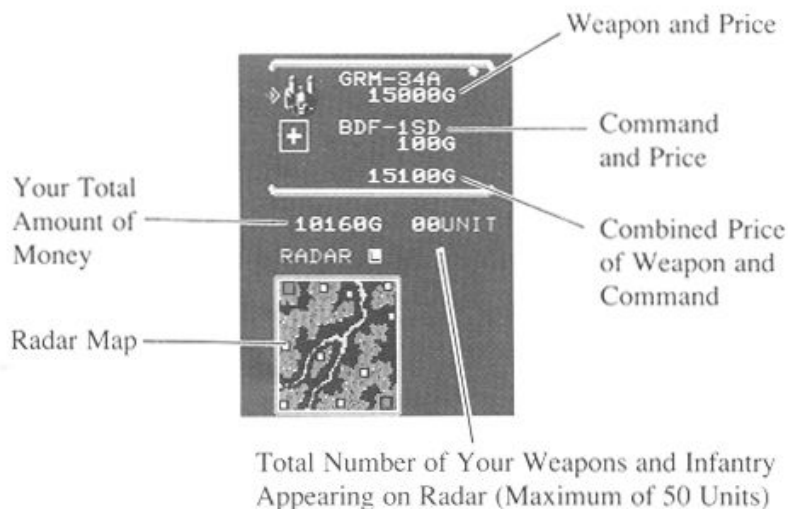 Weapon and Price
GRM-34A
15000G
BDF-1SD
100G
15100G
Command
and Price
Your Total
Amount of
Money
10160G 00UNIT
Combined Price
of Weapon and
Command
RADAR L
Radar Map
Total Number of Your Weapons and Infantry
Appearing on Radar (Maximum of 50 Units)